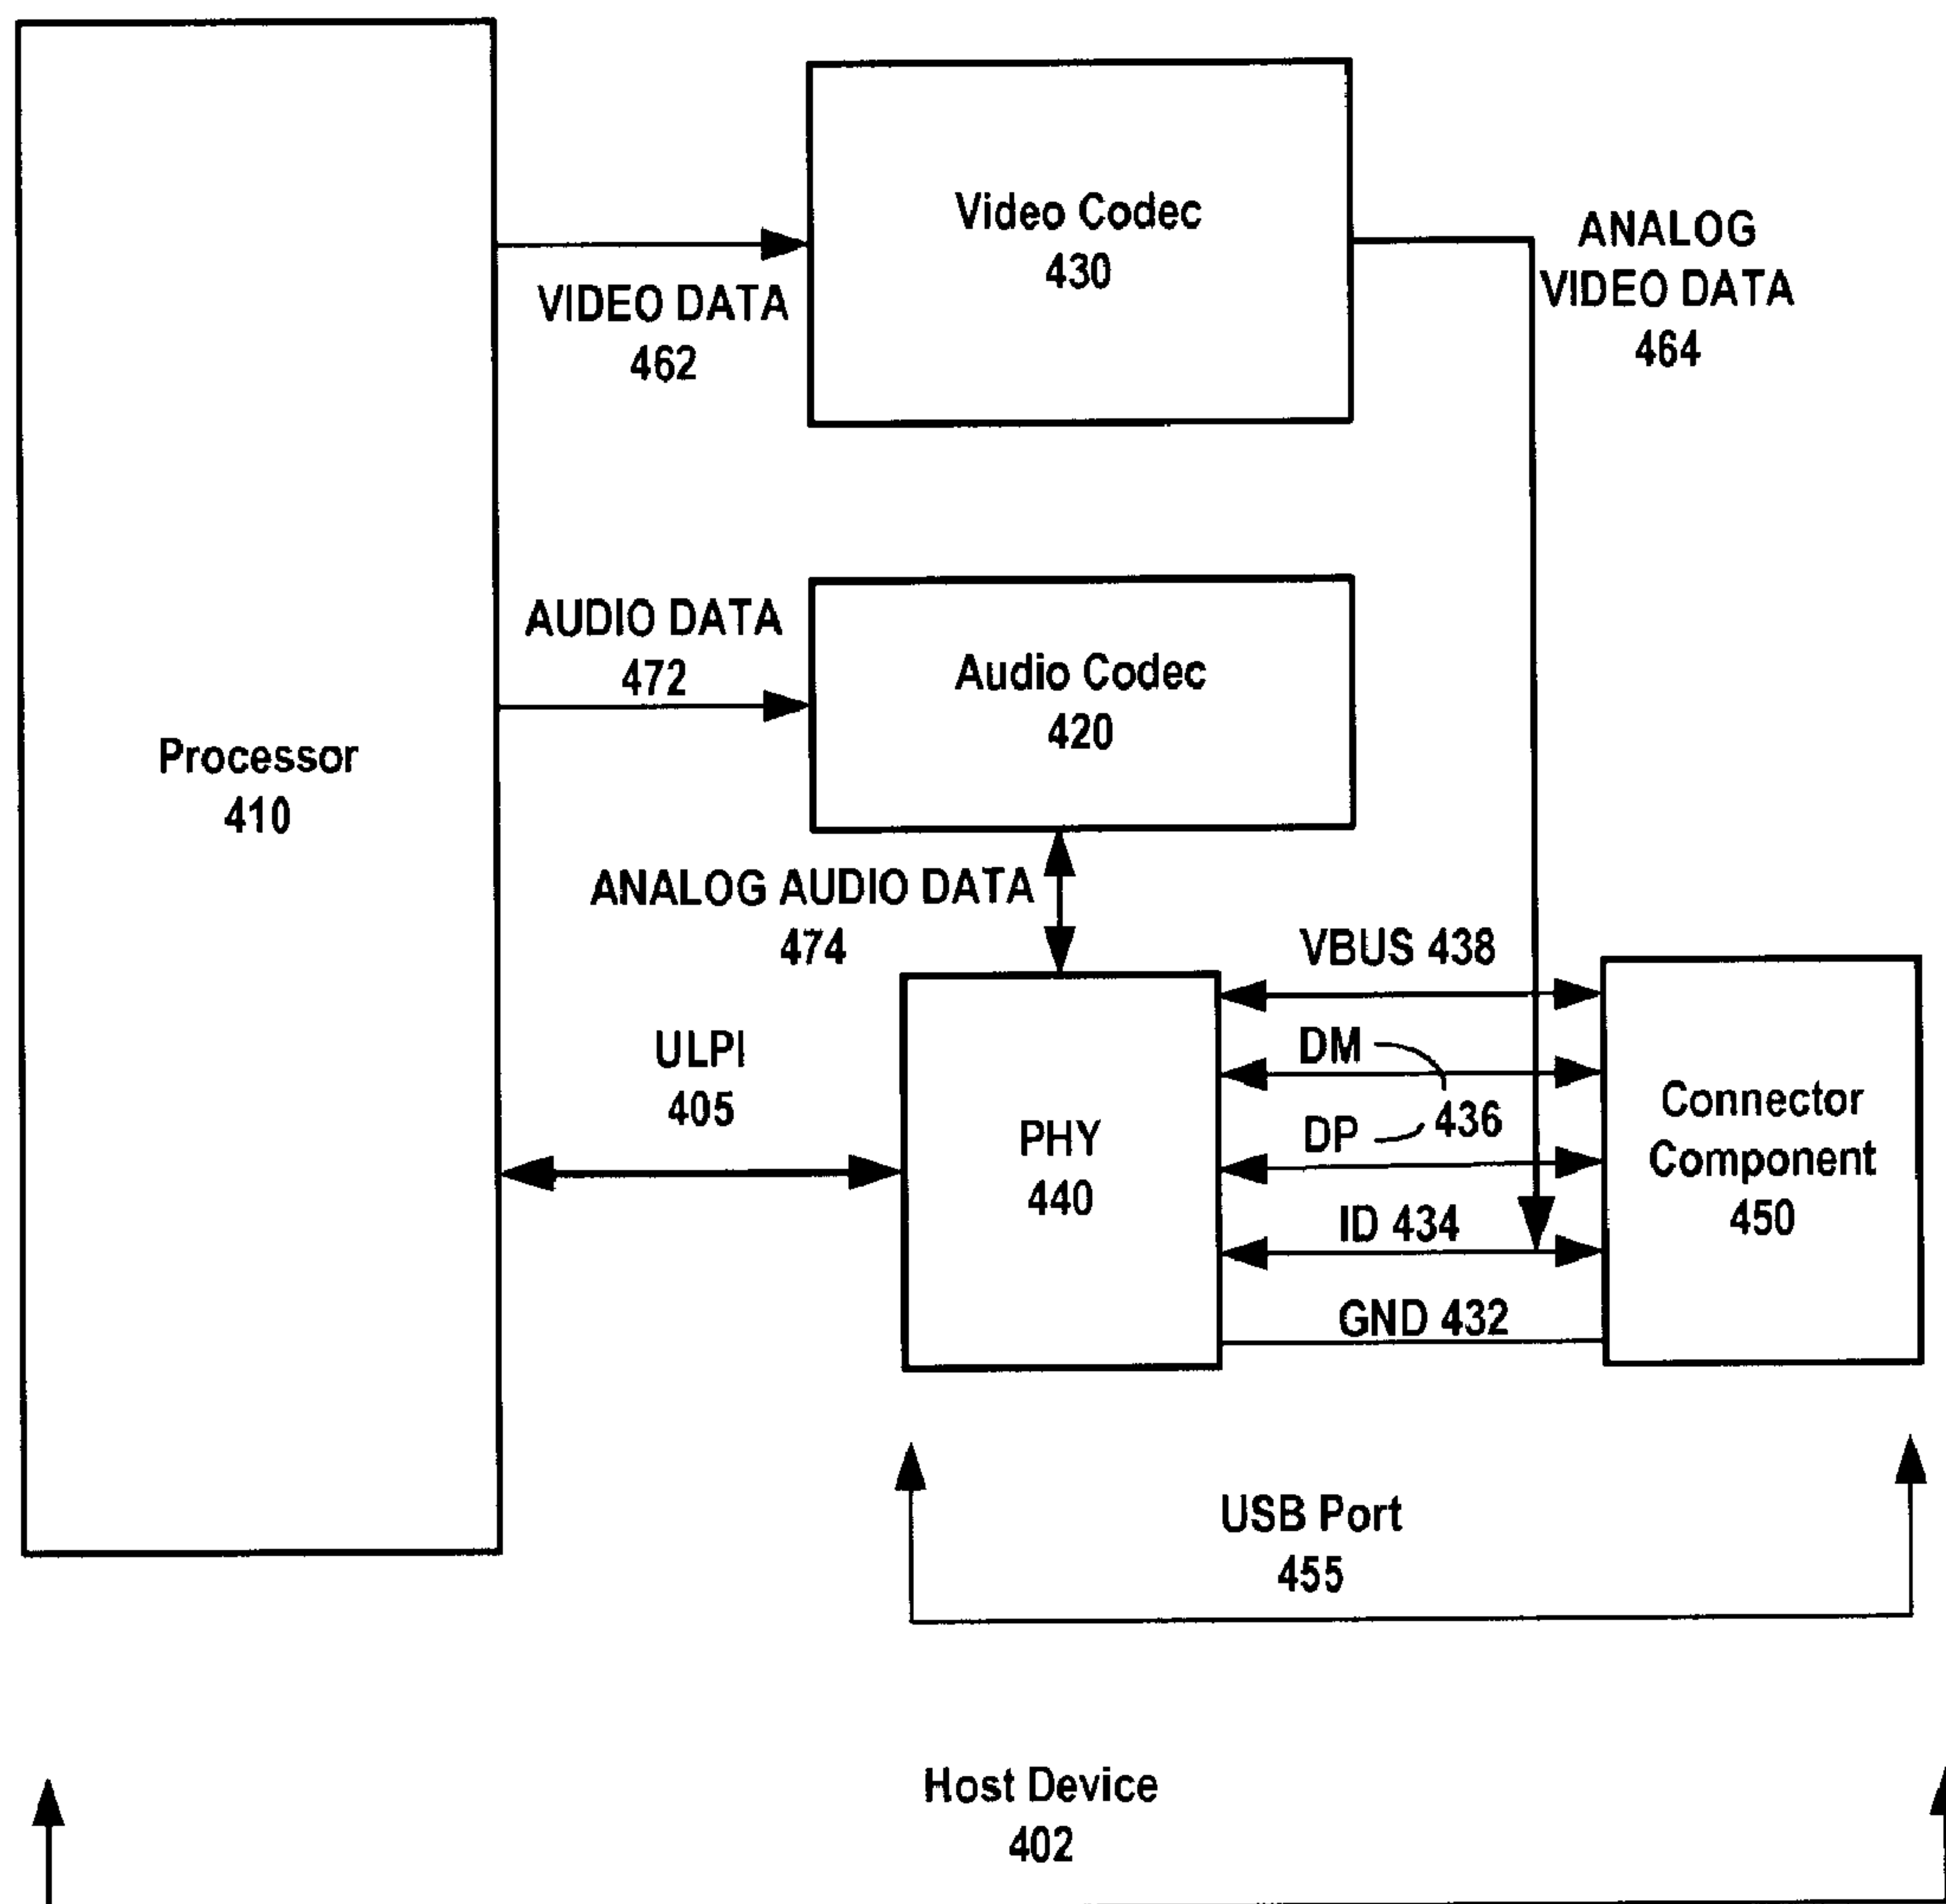 Video Codec
430
ANALOG
VIDEO DATA
464
VIDEO DATA
462
AUDIO DATA
472
Audio Codec
420
Processor
410
ANALOG AUDIO DATA
474
VBUS 438
ULPI
405
DM
436
DP
PHY
440
Connector
Component
450
ID 434
GND 432
USB Port
455
Host Device
402